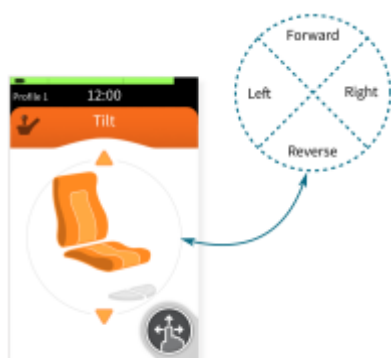 Forward
Left
Right
Reverse
Profile 1 12:00
Tilt